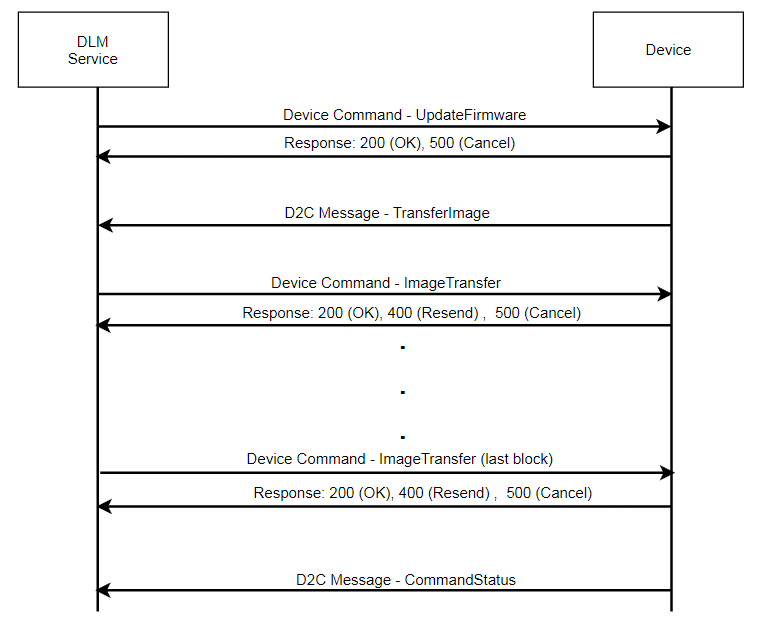 DLM
Service
Device
Device Command - UpdateFirmware
Response: 200 (OK), 500 (Cancel)
D2C Message - TransferImage
Device Command - ImageTransfer
Response: 200 (OK), 400 (Resend) ,  500 (Cancel)
.
.
.
Device Command - ImageTransfer (last block)
Response: 200 (OK), 400 (Resend) ,  500 (Cancel)
D2C Message - CommandStatus